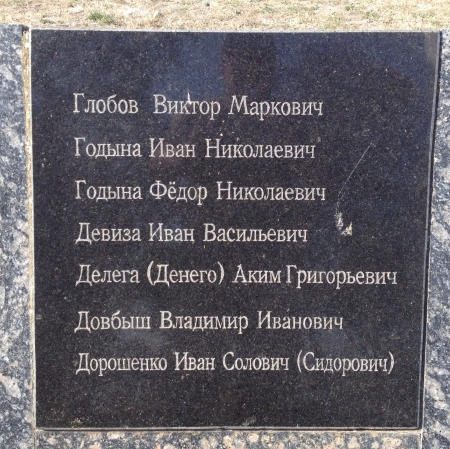 Глобов Виктор Маркович
Годына Иван Николаевич
Годына Фёдор Николаевич
Девиза Иван Васильевич
Делега (Денего) Аким Григорьевич
Довбыш Владимир Иванович
Дорошенко Иван Солович (Сидорович)